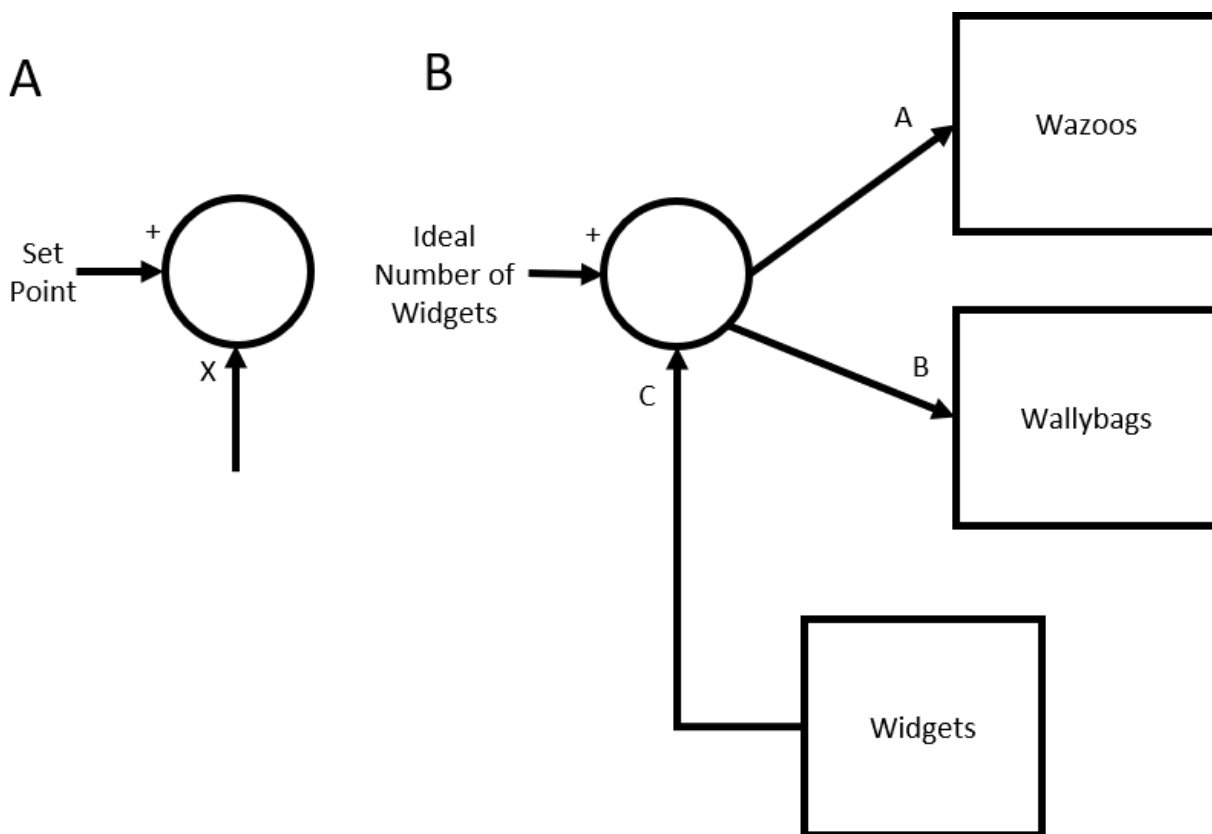 A
Set
Point
+
X
B
Ideal
Number of
Widgets
+
A
Wazoos
B
Wallybags
C
Widgets